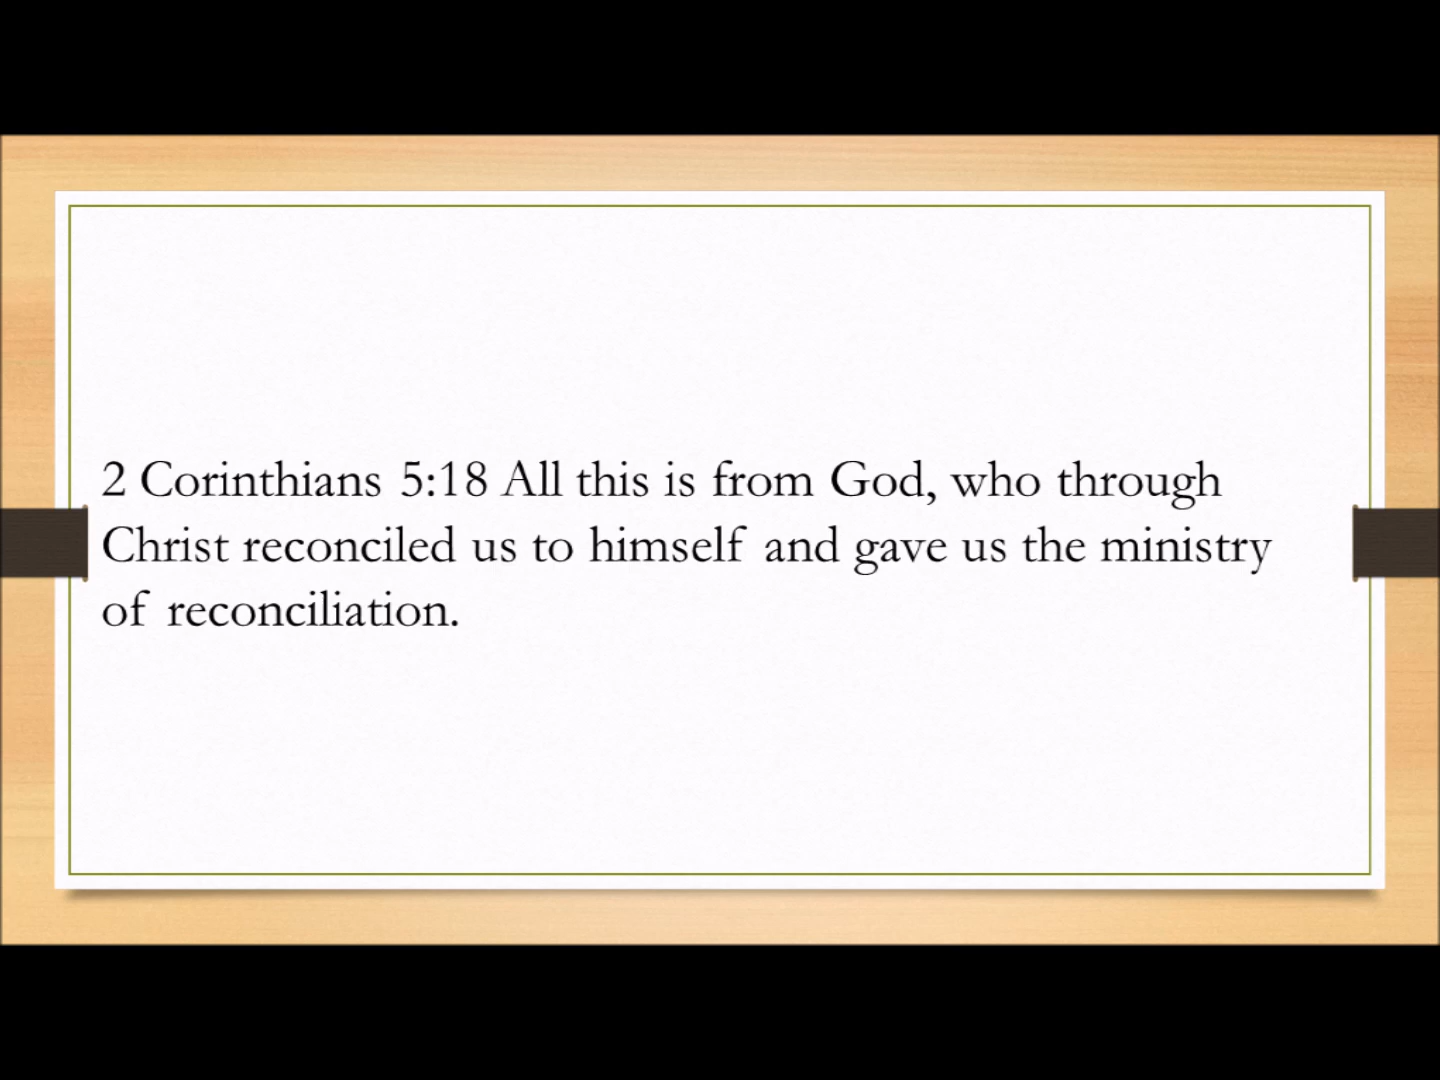 2 Corinthians 5:18 All this is from God, who through
Christ reconciled us to himself and gave us the ministry
of reconciliation.